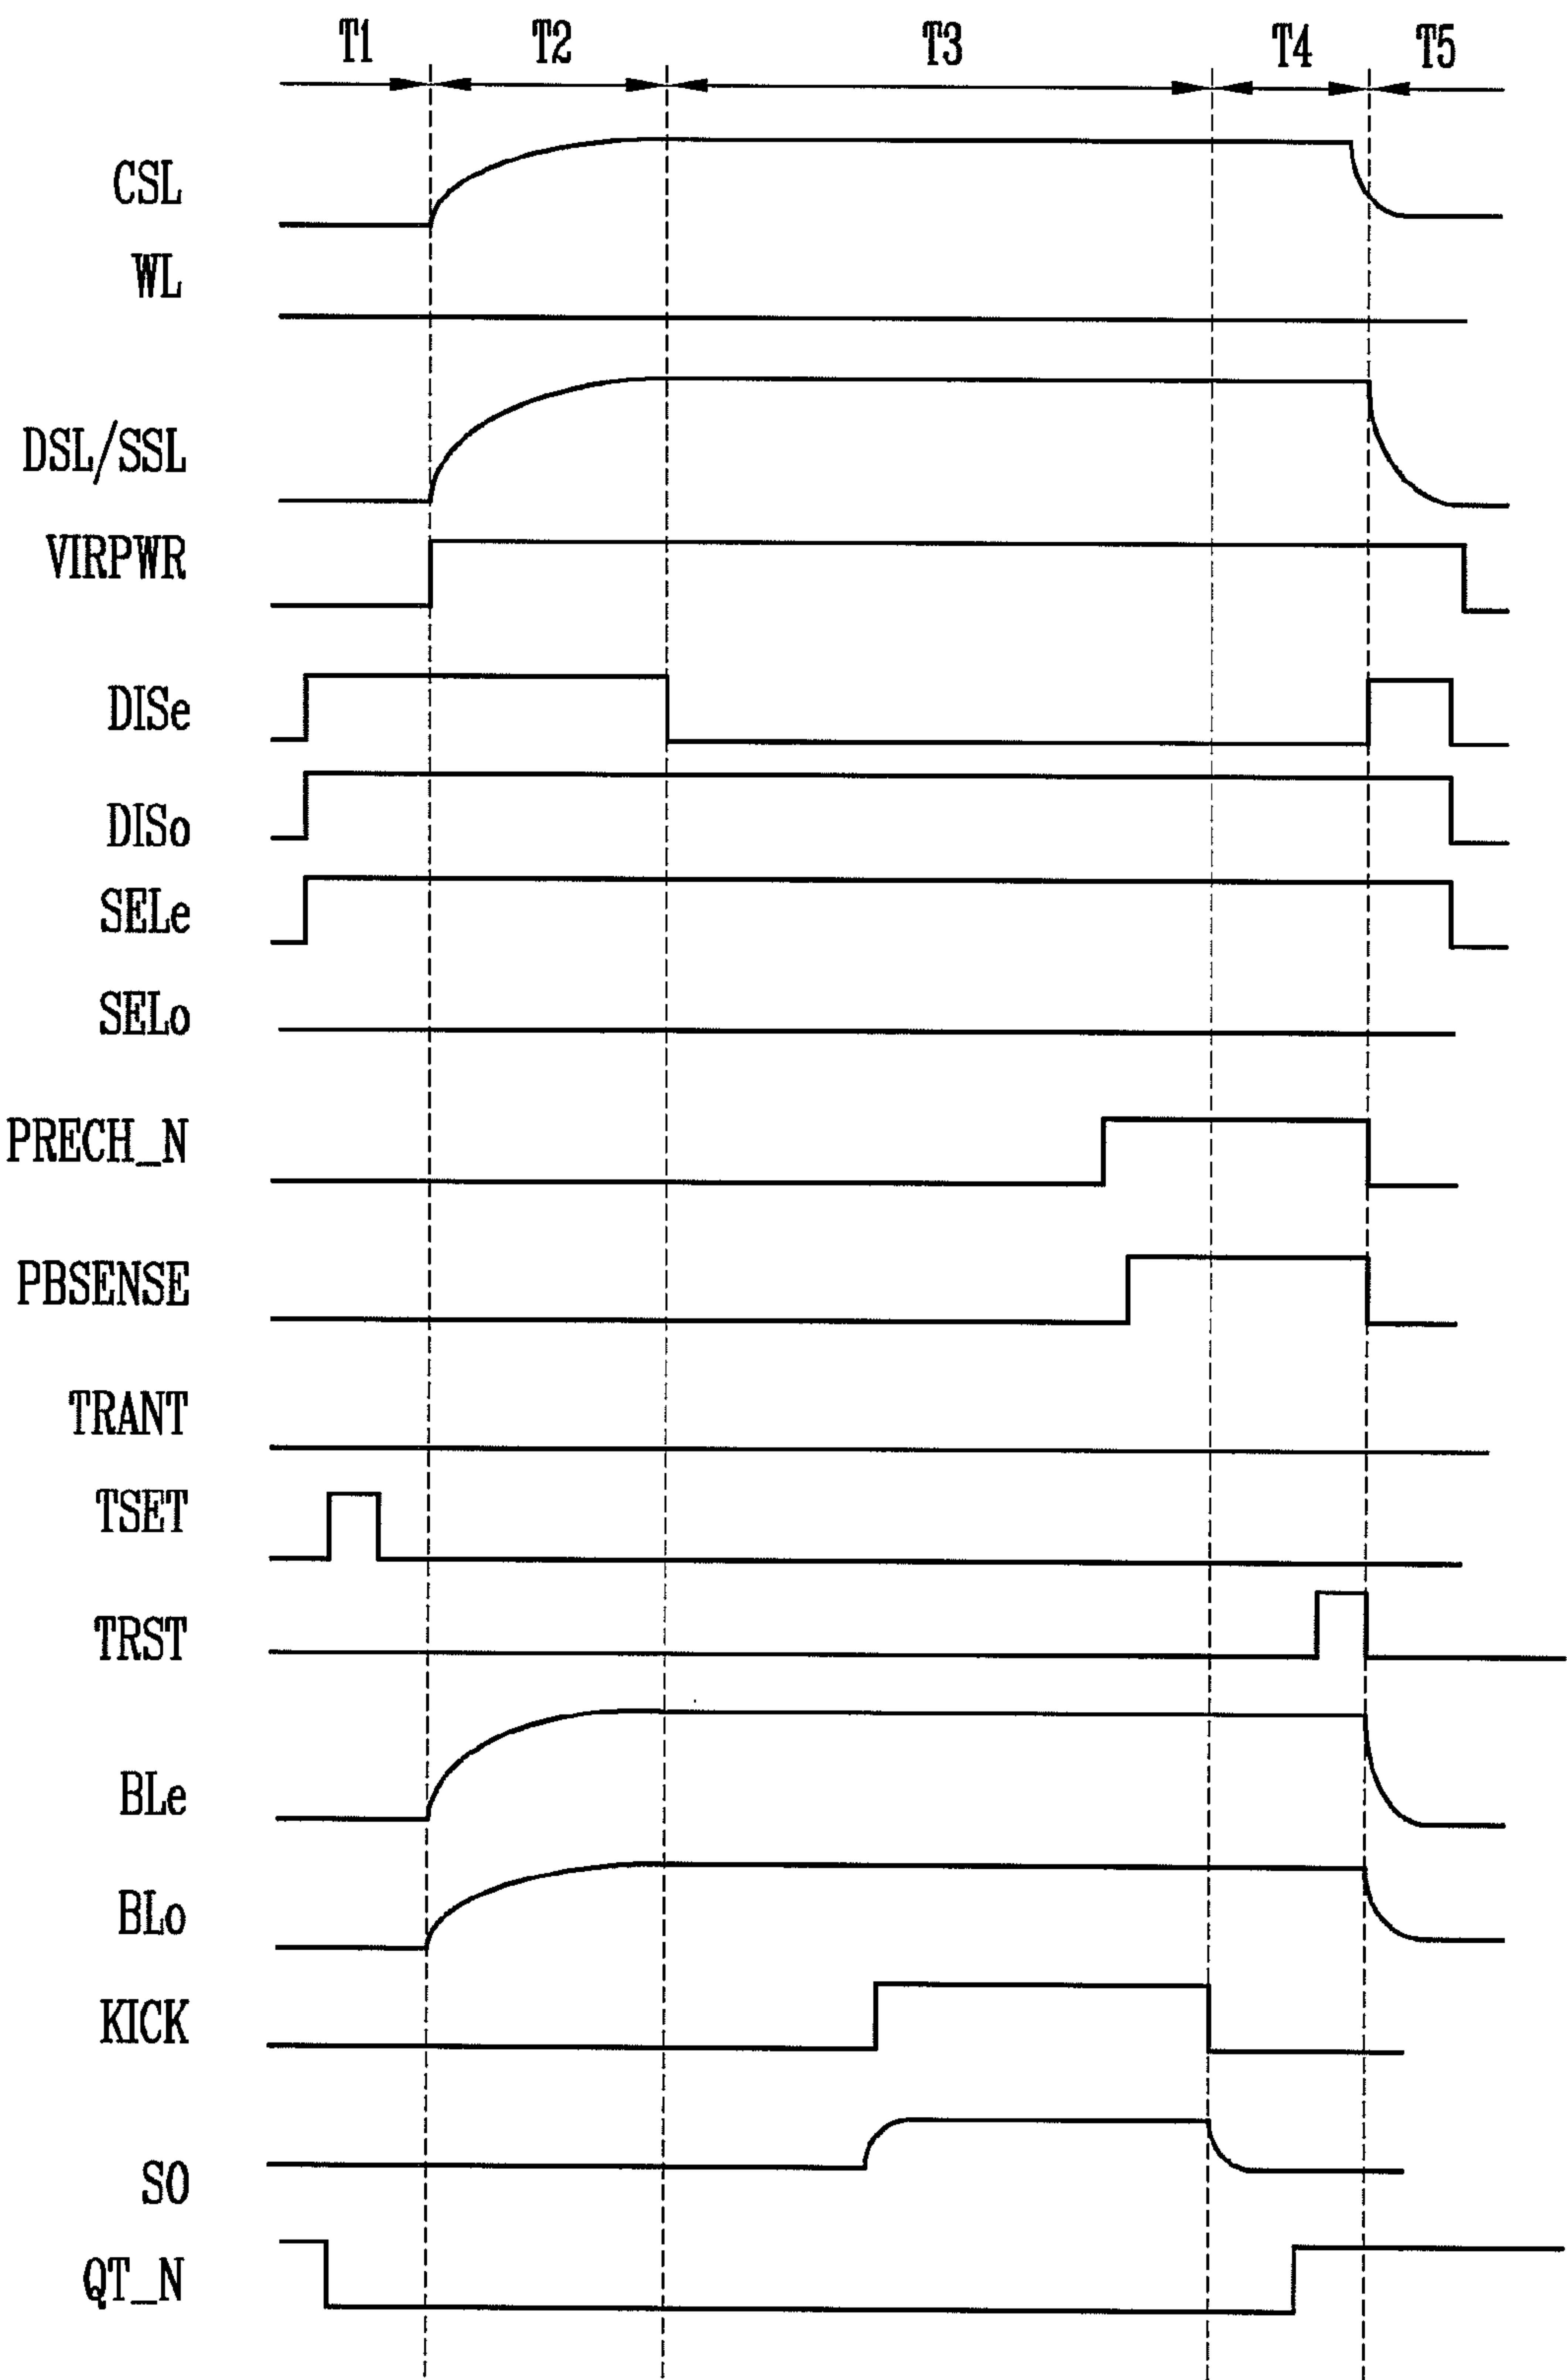 T1 T2 T3 T4 T5
CSL
WL
DSL/SSL
VIRPWR
DISe
DISo
SELe
SELo
PRECH_N
PBSENSE
TRANT
TSET
TRST
BLe
BLo
KICK
SO
QT_N